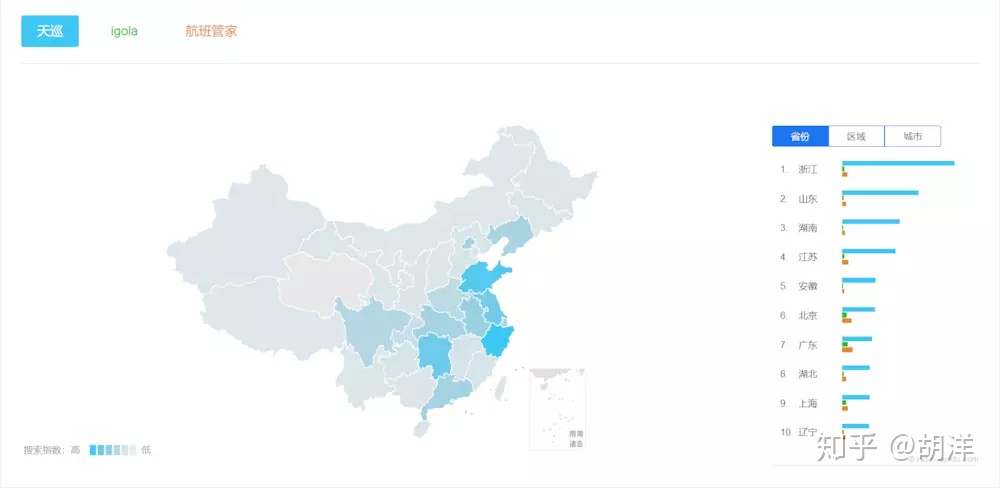 天巡 igola 航班管家
省份 区域 城市
1. 浙江
2. 山东
3. 湖南
4. 江苏
5. 安徽
6. 北京
7 广东
8. 湖北
9. 上海
10. 辽宁
南海
诸岛
搜索指数: 高 低
知乎 @胡洋